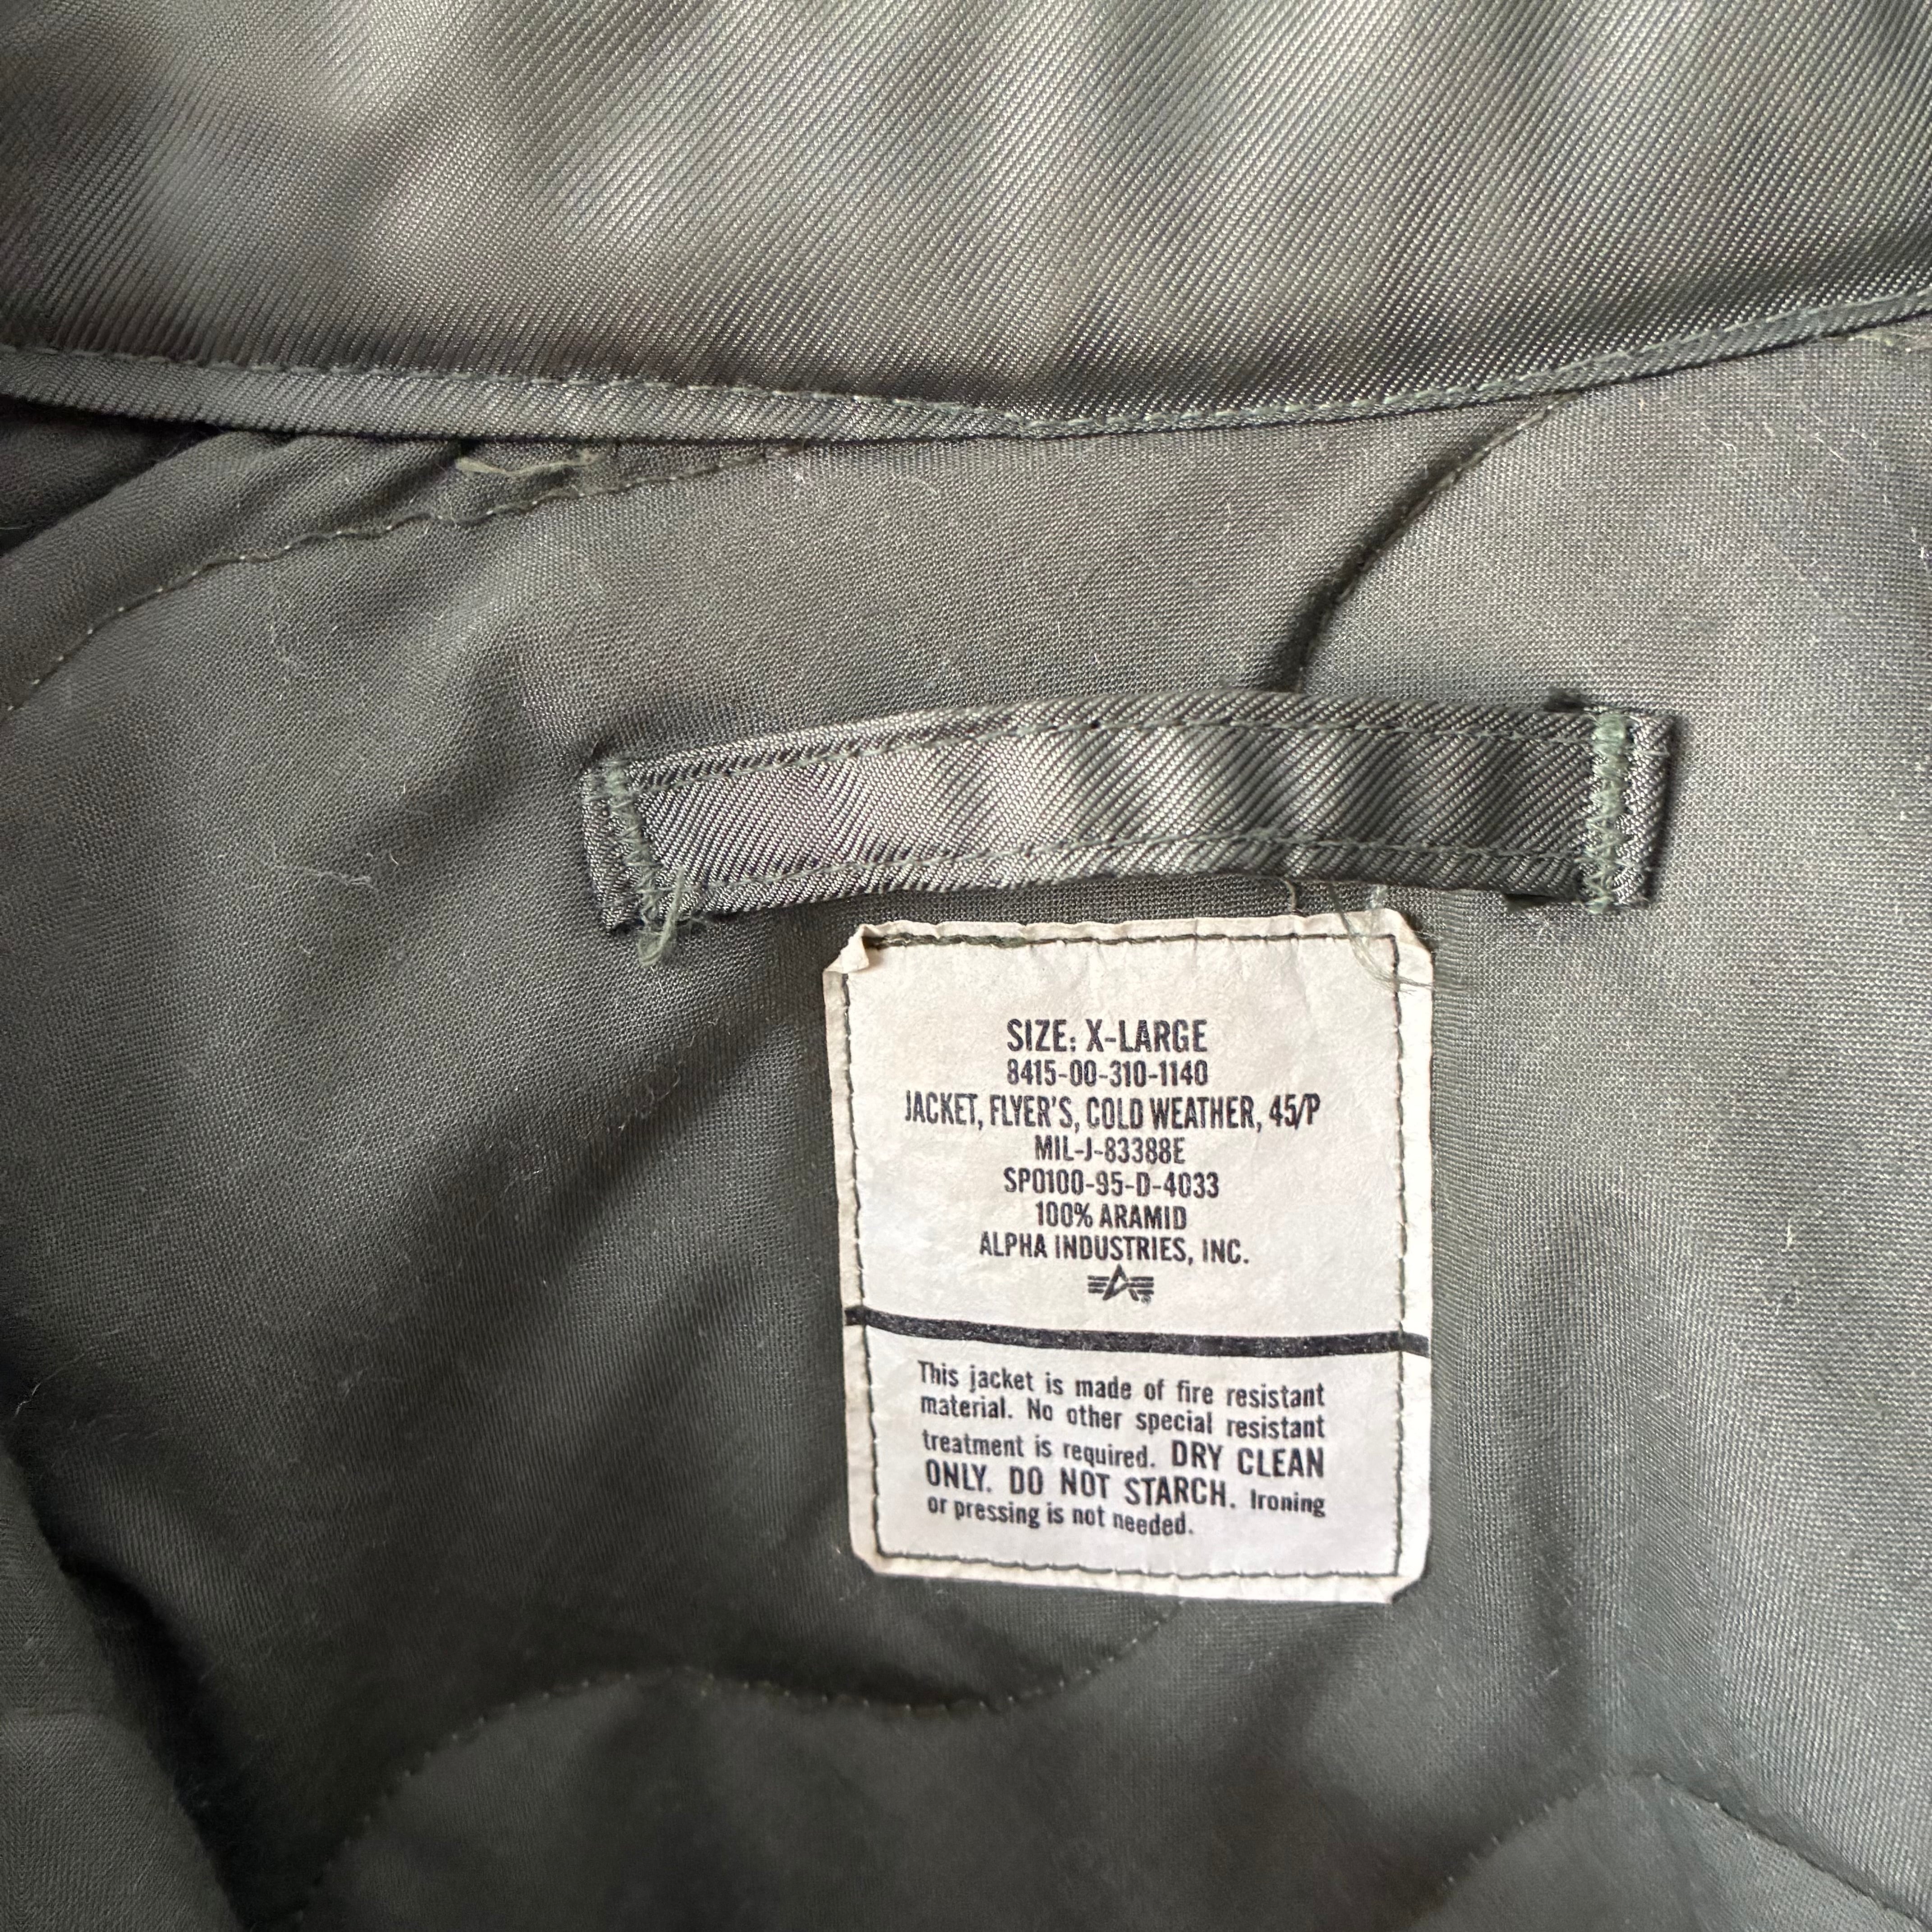 SIZE: X-LARGE
8415-00-310-1140
JACKET, FLYER'S, COLD WEATHER, 45/P
MIL-J-83388E
SPO100-95-D-4033
100% ARAMID
ALPHA INDUSTRIES, INC.
This jacket is made of fire resistant
material. No other special resistant
treatment is required. DRY CLEAN
ONLY. DO NOT STARCH. Ironing
or pressing is not needed.